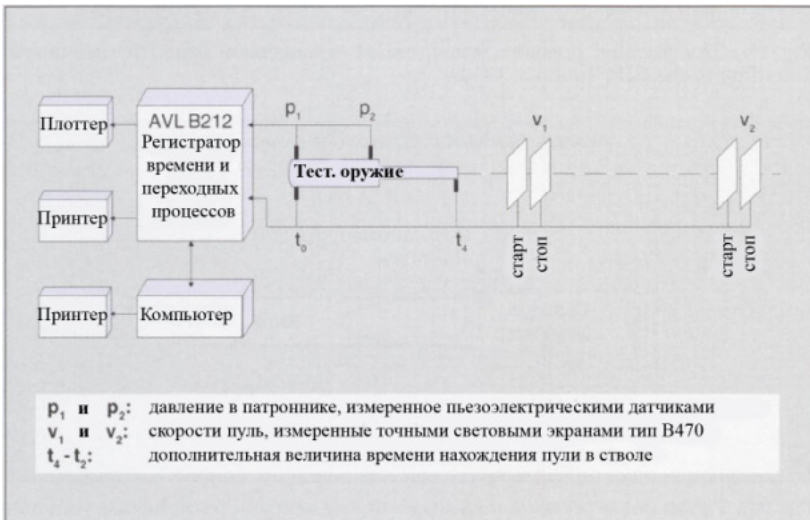 p₁ p₂ v₁ v₂
Плоттер
AVL B212
Регистратор
времени и
переходных
процессов
Тест. оружие
Принтер
t₀ t₄
старт стоп старт стоп
Принтер Компьютер
p₁ и p₂: давление в патроннике, измеренное пьезоэлектрическими датчиками
v₁ и v₂: скорости пуль, измеренные точными световыми экранами тип В470
t₄ - t₂: дополнительная величина времени нахождения пули в стволе